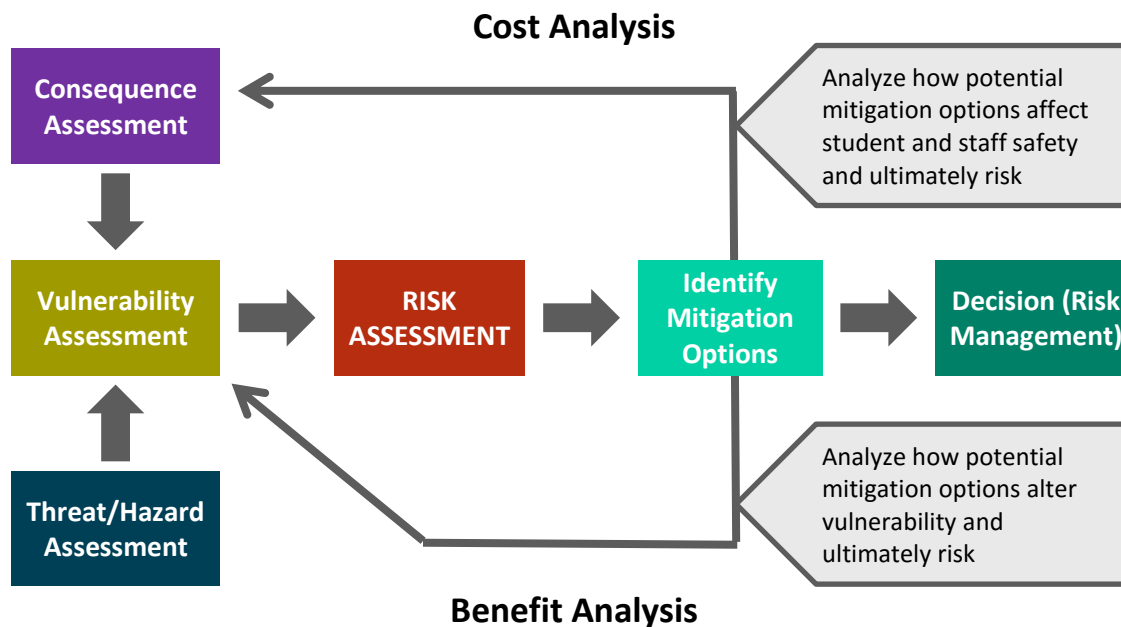 Cost Analysis
Consequence
Assessment
Analyze how potential
mitigation options affect
student and staff safety
and ultimately risk
Vulnerability
Assessment
RISK
ASSESSMENT
Identify
Mitigation
Options
Decision (Risk
Management)
Threat/Hazard
Assessment
Analyze how potential
mitigation options alter
vulnerability and
ultimately risk
Benefit Analysis